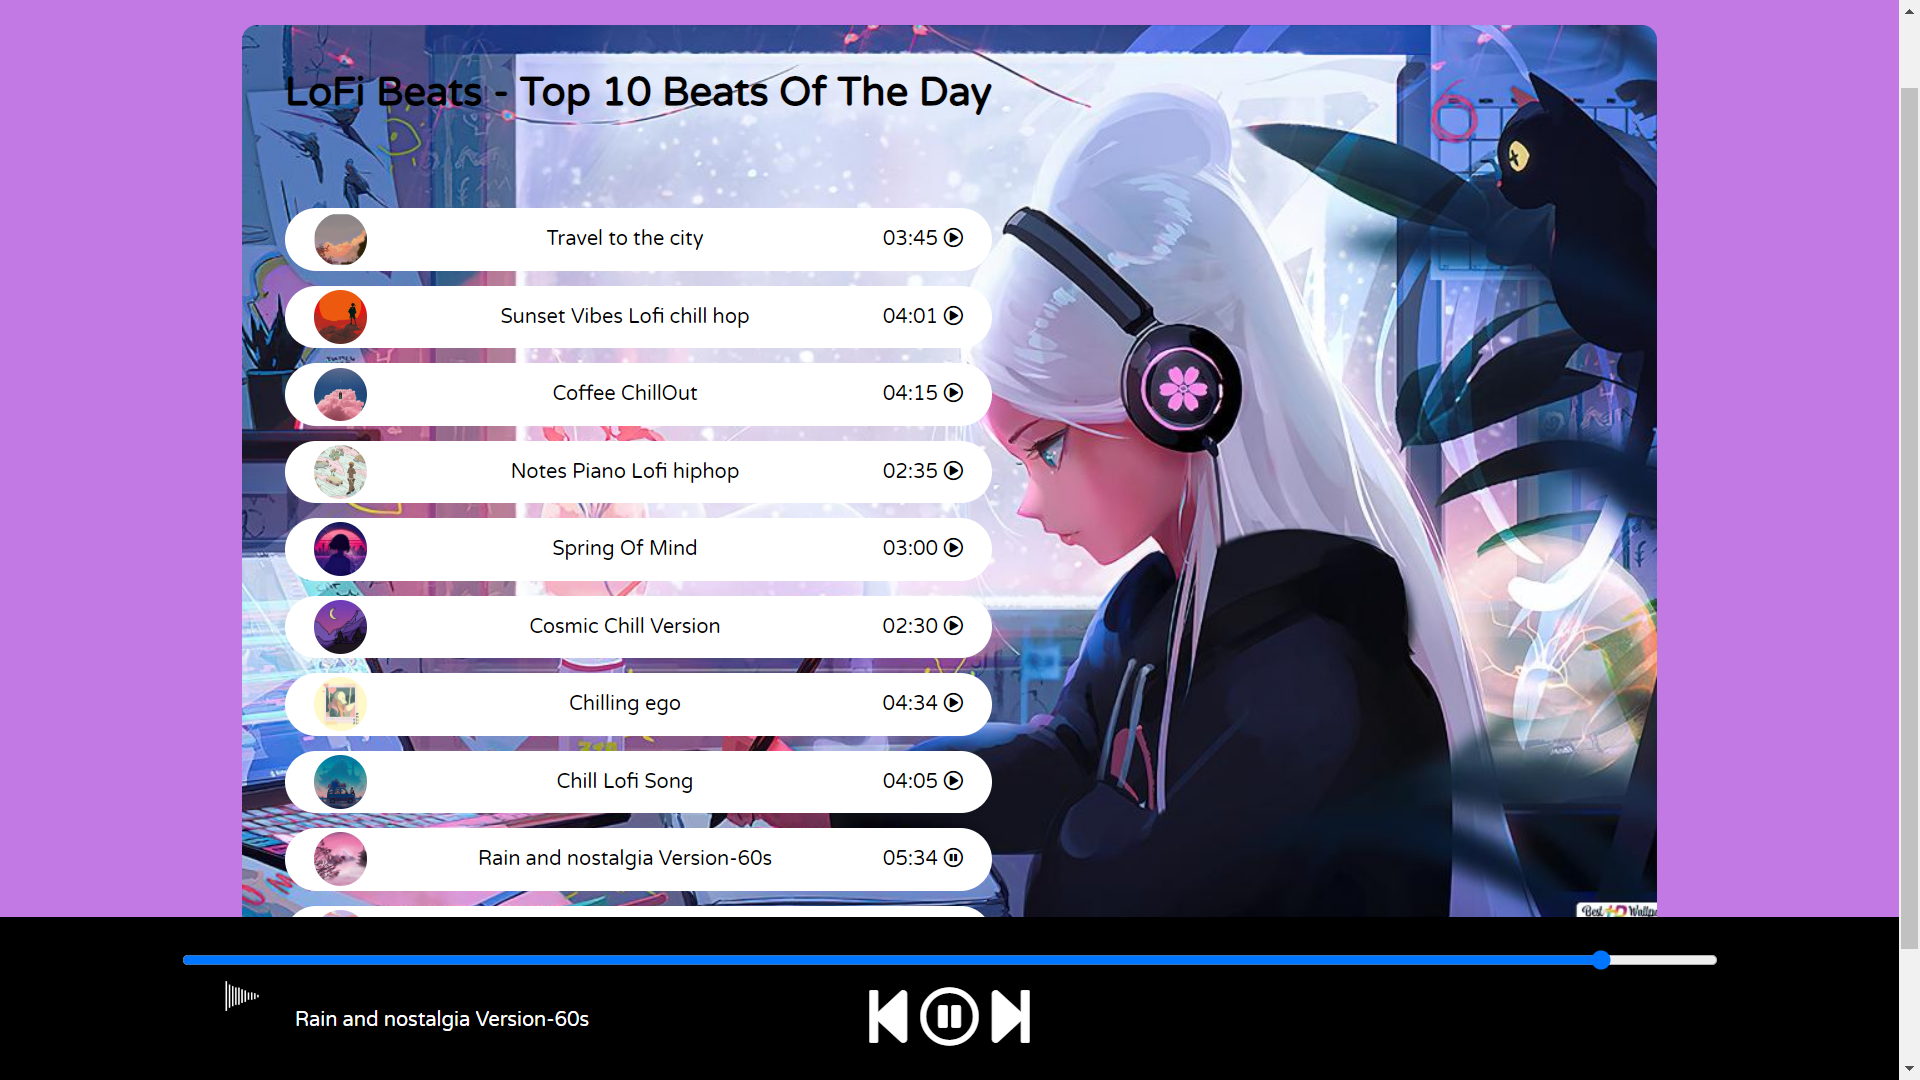 LoFi Beats - Top 10 Beats Of The Day
Travel to the city 03:45
Sunset Vibes Lofi chill hop 04:01
Coffee ChillOut 04:15
Notes Piano Lofi hiphop 02:35
Spring Of Mind 03:00
Cosmic Chill Version 02:30
Chilling ego 04:34
Chill Lofi Song 04:05
Rain and nostalgia Version-60s 05:34
Best
Rain and nostalgia Version-60s